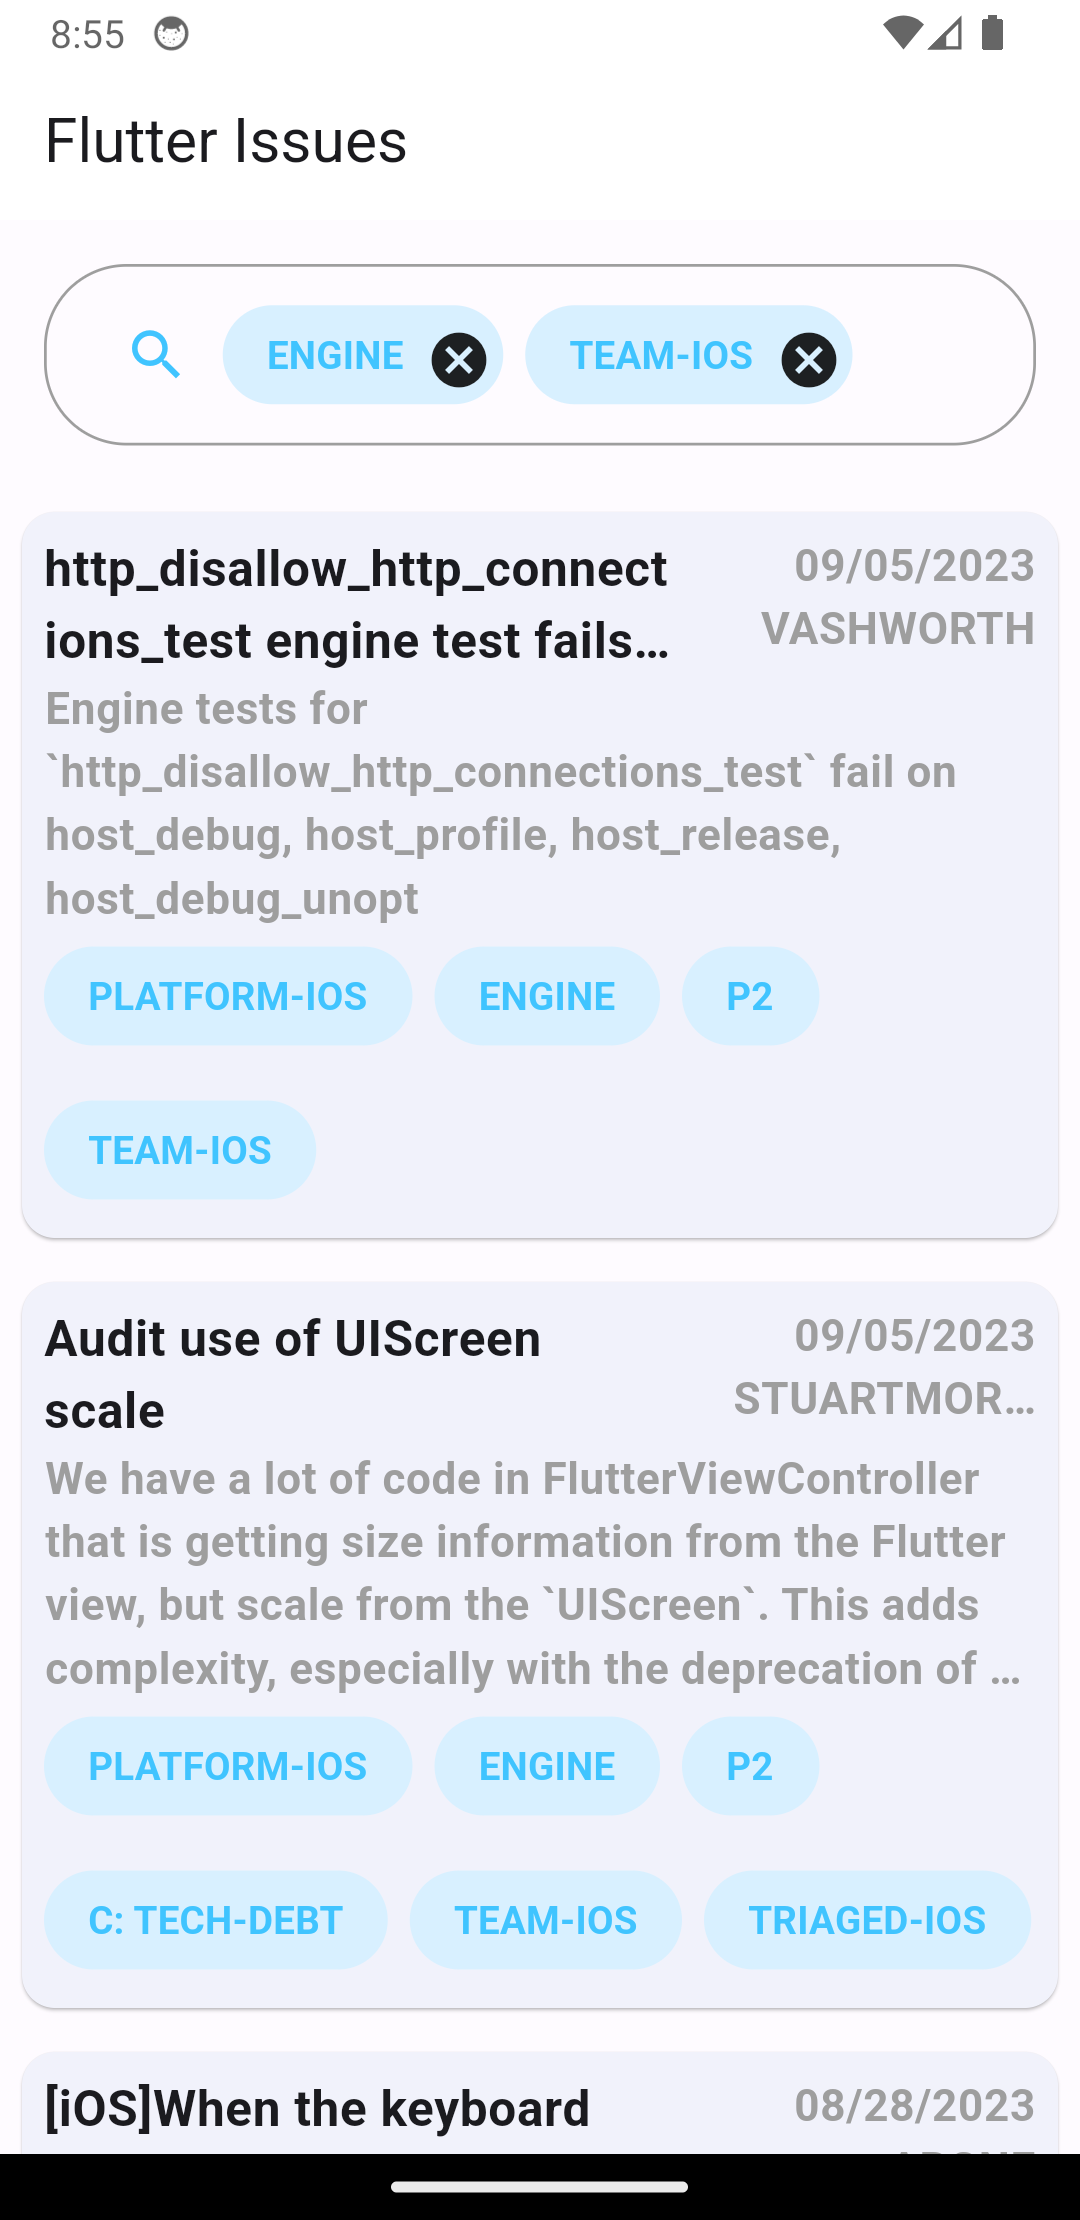 8:55
Flutter Issues
ENGINE
TEAM-IOS
http_disallow_http_connect
ions_test engine test fails…
09/05/2023
VASHWORTH
Engine tests for
`http_disallow_http_connections_test` fail on
host_debug, host_profile, host_release,
host_debug_unopt
PLATFORM-IOS
ENGINE
P2
TEAM-IOS
Audit use of UIScreen
scale
09/05/2023
STUARTMOR…
We have a lot of code in FlutterViewController
that is getting size information from the Flutter
view, but scale from the `UIScreen`. This adds
complexity, especially with the deprecation of …
PLATFORM-IOS
ENGINE
P2
C: TECH-DEBT
TEAM-IOS
TRIAGED-IOS
[iOS]When the keyboard
08/28/2023